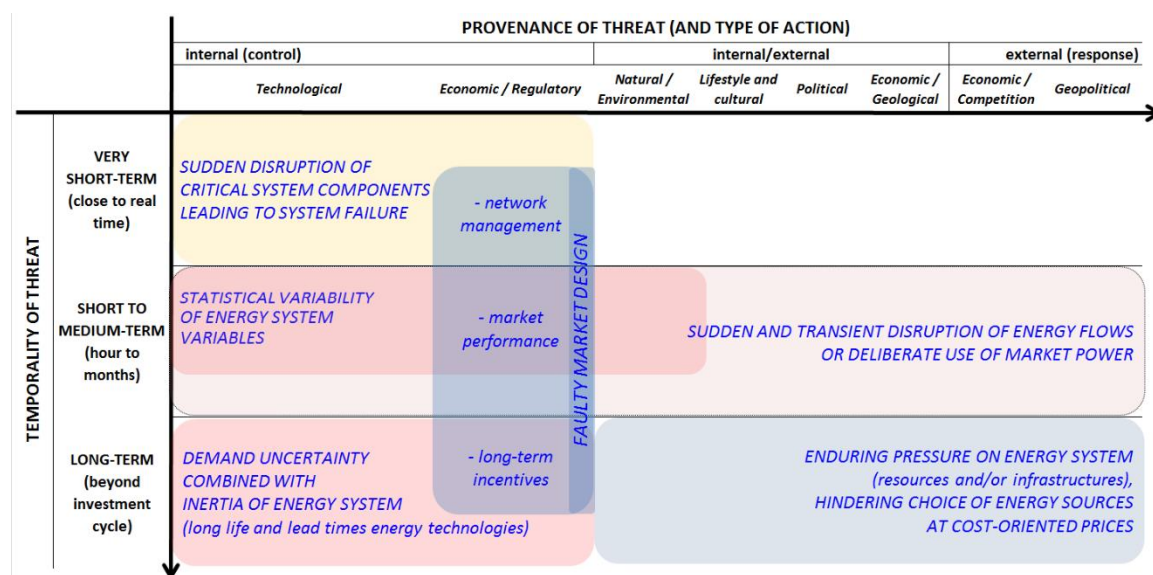 PROVENANCE OF THREAT (AND TYPE OF ACTION)
internal (control)
internal/external
external (response)
Technological
Economic / Regulatory
Natural /
Environmental
Lifestyle and
cultural
Political
Economic /
Geological
Economic /
Competition
Geopolitical
TEMPORALITY OF THREAT
VERY
SHORT-TERM
(close to real
time)
SUDDEN DISRUPTION OF
CRITICAL SYSTEM COMPONENTS
LEADING TO SYSTEM FAILURE
- network
management
FAULTY MARKET DESIGN
SHORT TO
MEDIUM-TERM
(hour to
months)
STATISTICAL VARIABILITY
OF ENERGY SYSTEM
VARIABLES
- market
performance
SUDDEN AND TRANSIENT DISRUPTION OF ENERGY FLOWS
OR DELIBERATE USE OF MARKET POWER
LONG-TERM
(beyond
investment
cycle)
DEMAND UNCERTAINTY
COMBINED WITH
INERTIA OF ENERGY SYSTEM
(long life and lead times energy technologies)
- long-term
incentives
ENDURING PRESSURE ON ENERGY SYSTEM
(resources and/or infrastructures),
HINDERING CHOICE OF ENERGY SOURCES
AT COST-ORIENTED PRICES